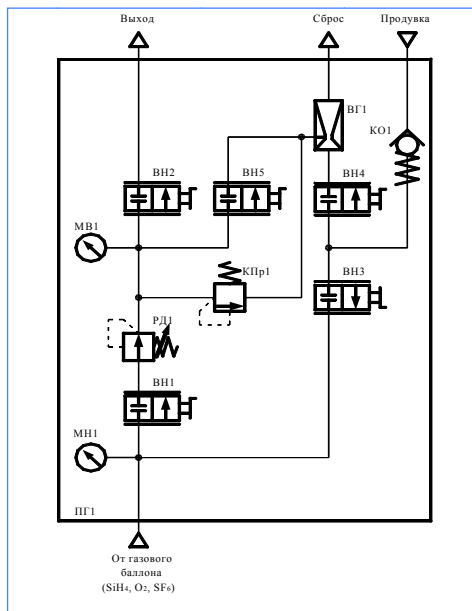 Выход
Сброс
Продувка
ВГ1
КО1
ВН2
ВН5
ВН4
МВ1
КПр1
ВН3
РД1
ВН1
МН1
ПГ1
От газового
баллона
(SiH4, O2, SF6)